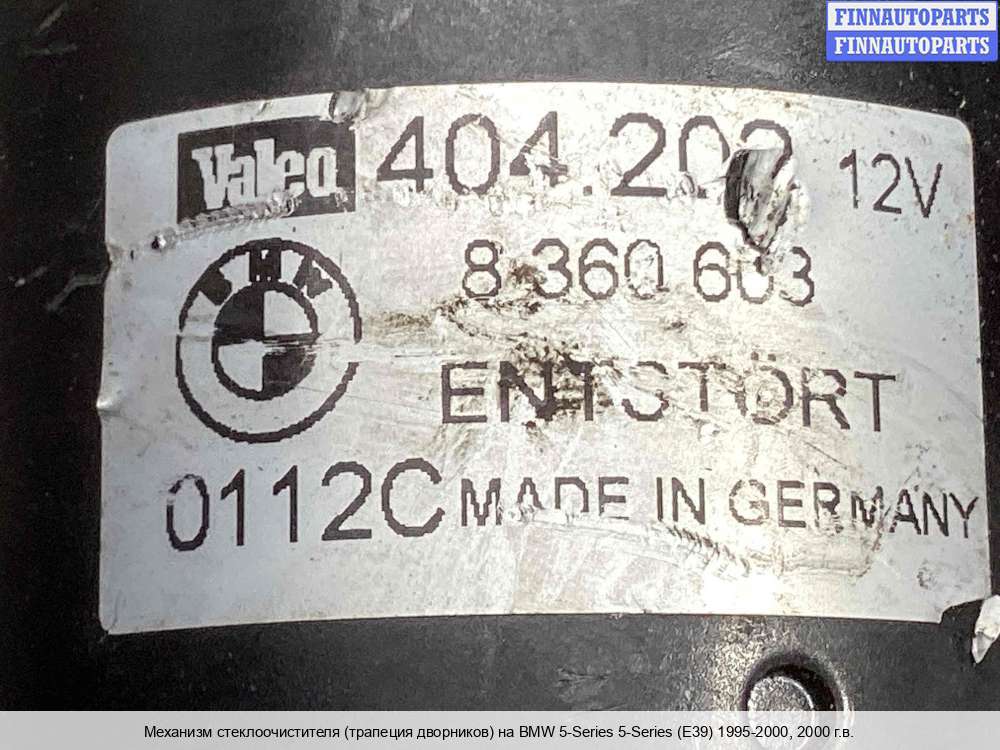 FINNAUTOPARTS
FINNAUTOPARTS
Valeo 404.202 12V
BMW
8 360 603
ENTSTÖRT
0112C MADE IN GERMANY
Механизм стеклоочистителя (трапеция дворников) на BMW 5-Series 5-Series (E39) 1995-2000, 2000 г.в.